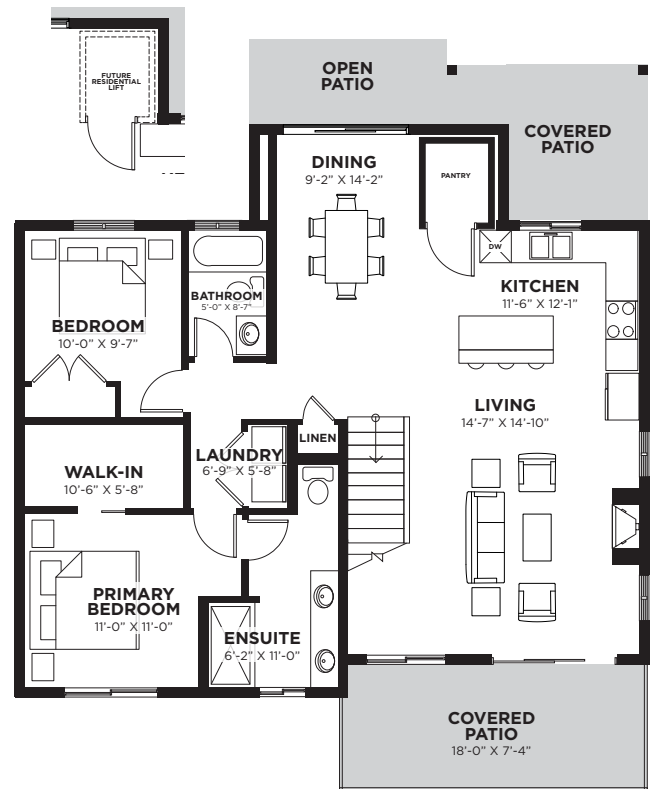 FUTURE
RESIDENTIAL
LIFT
OPEN
PATIO
COVERED
PATIO
DINING
9'-2" X 14'-2"
PANTRY
DW
KITCHEN
11'-6" X 12'-1"
BATHROOM
5'-0" X 8'-7"
BEDROOM
10'-0" X 9'-7"
LIVING
14'-7" X 14'-10"
LINEN
LAUNDRY
6'-9" X 5'-8"
WALK-IN
10'-6" X 5'-8"
PRIMARY
BEDROOM
11'-0" X 11'-0"
ENSUITE
6'-2" X 11'-0"
COVERED
PATIO
18'-0" X 7'-4"